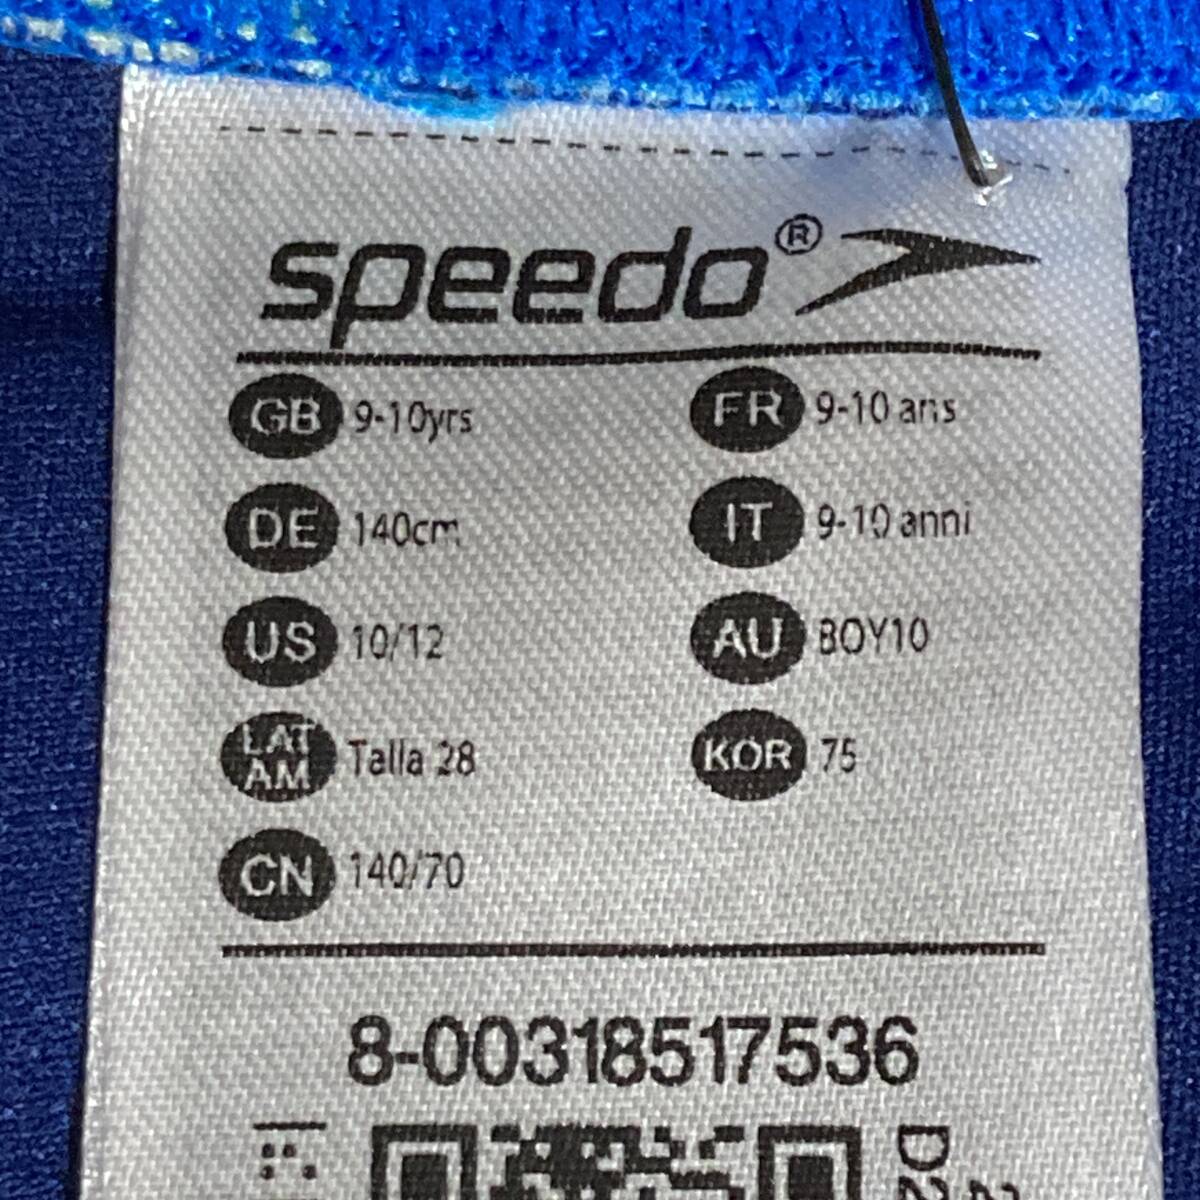 speedo®
GB 9-10yrs FR 9-10 ans
DE 140cm IT 9-10 anni
US 10/12 AU BOY10
LAT AM Talla 28 KOR 75
CN 140/70
8-00318517536